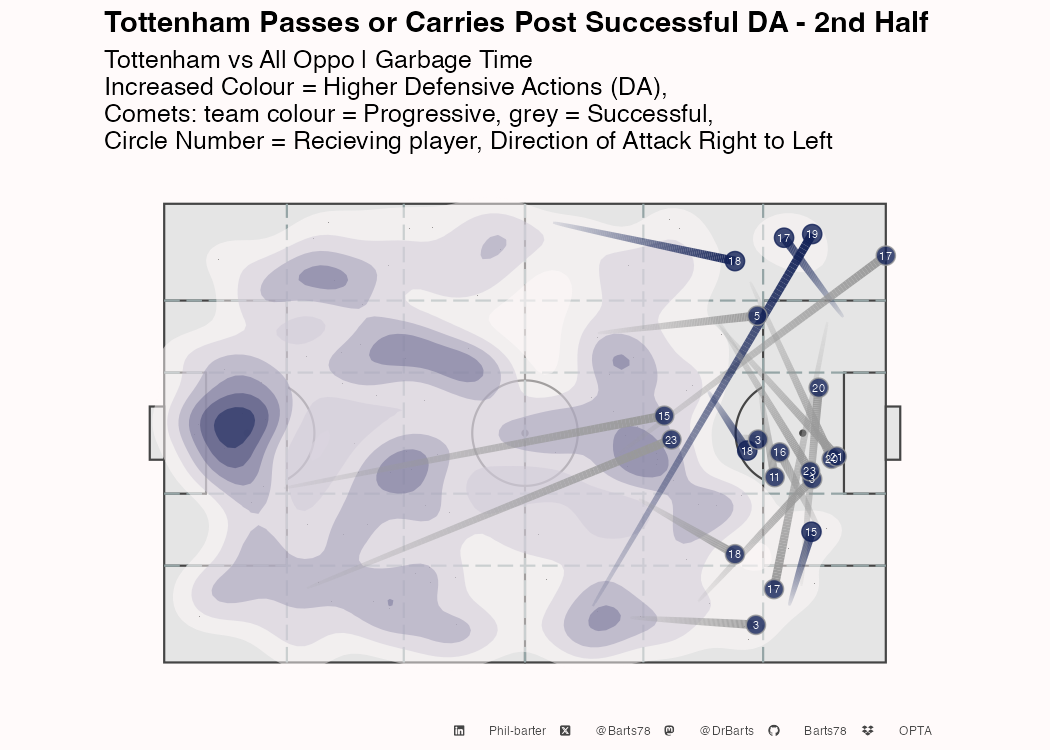 Tottenham Passes or Carries Post Successful DA - 2nd Half
Tottenham vs All Oppo | Garbage Time
Increased Colour = Higher Defensive Actions (DA),
Comets: team colour = Progressive, grey = Successful,
Circle Number = Recieving player, Direction of Attack Right to Left
17 19
17
18
5
20
15
23
3
18 16
21
23
11
3
15
18
17
3
Phil-barter @Barts78 @DrBarts Barts78 OPTA